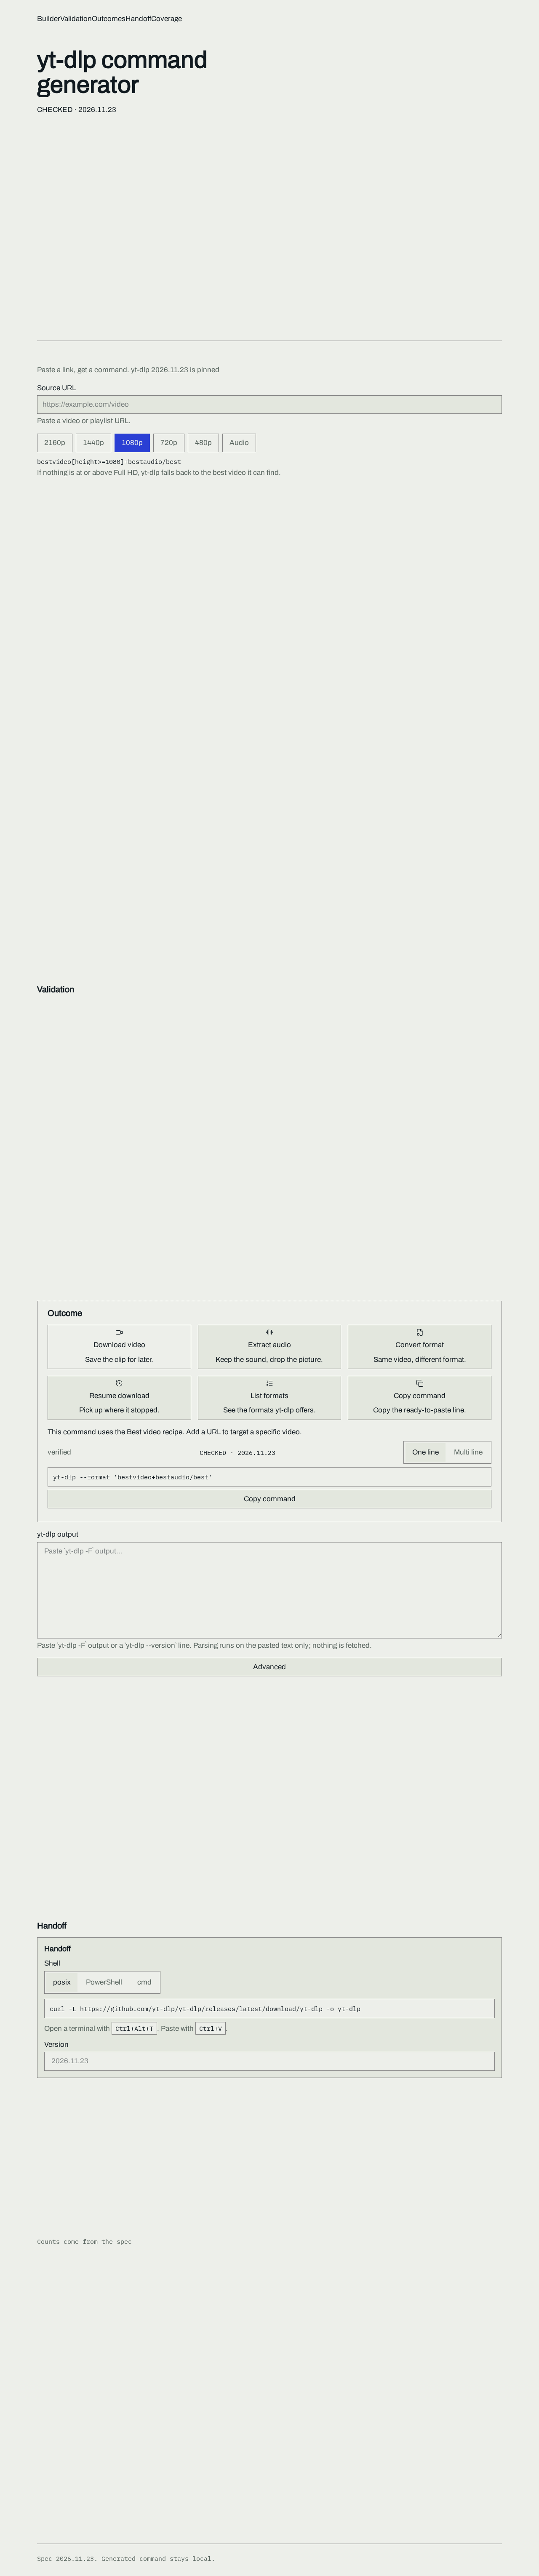 BuilderValidationOutcomesHandoffCoverage
yt-dlp command
generator
CHECKED · 2026.11.23
Paste a link, get a command. yt-dlp 2026.11.23 is pinned
Source URL
https://example.com/video
Paste a video or playlist URL.
2160p 1440p 1080p 720p 480p Audio
bestvideo[height>=1080]+bestaudio/best
If nothing is at or above Full HD, yt-dlp falls back to the best video it can find.
Validation
Outcome
Download video Extract audio Convert format
Save the clip for later. Keep the sound, drop the picture. Same video, different format.
Resume download List formats Copy command
Pick up where it stopped. See the formats yt-dlp offers. Copy the ready-to-paste line.
This command uses the Best video recipe. Add a URL to target a specific video.
verified CHECKED · 2026.11.23 One line Multi line
yt-dlp --format 'bestvideo+bestaudio/best'
Copy command
yt-dlp output
Paste `yt-dlp -F` output...
Paste `yt-dlp -F` output or a `yt-dlp --version` line. Parsing runs on the pasted text only; nothing is fetched.
Advanced
Handoff
Handoff
Shell
posix PowerShell cmd
curl -L https://github.com/yt-dlp/yt-dlp/releases/latest/download/yt-dlp -o yt-dlp
Open a terminal with Ctrl+Alt+T. Paste with Ctrl+V.
Version
2026.11.23
Counts come from the spec
Spec 2026.11.23. Generated command stays local.